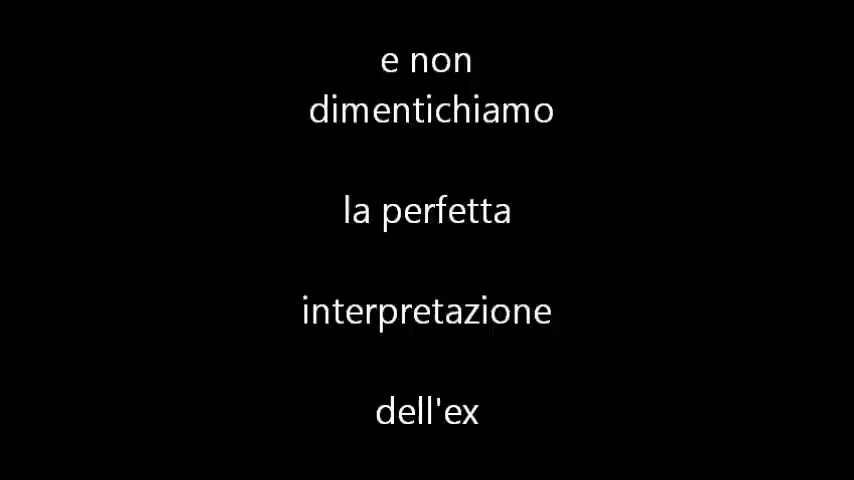 e non
dimentichiamo
la perfetta
interpretazione
dell'ex